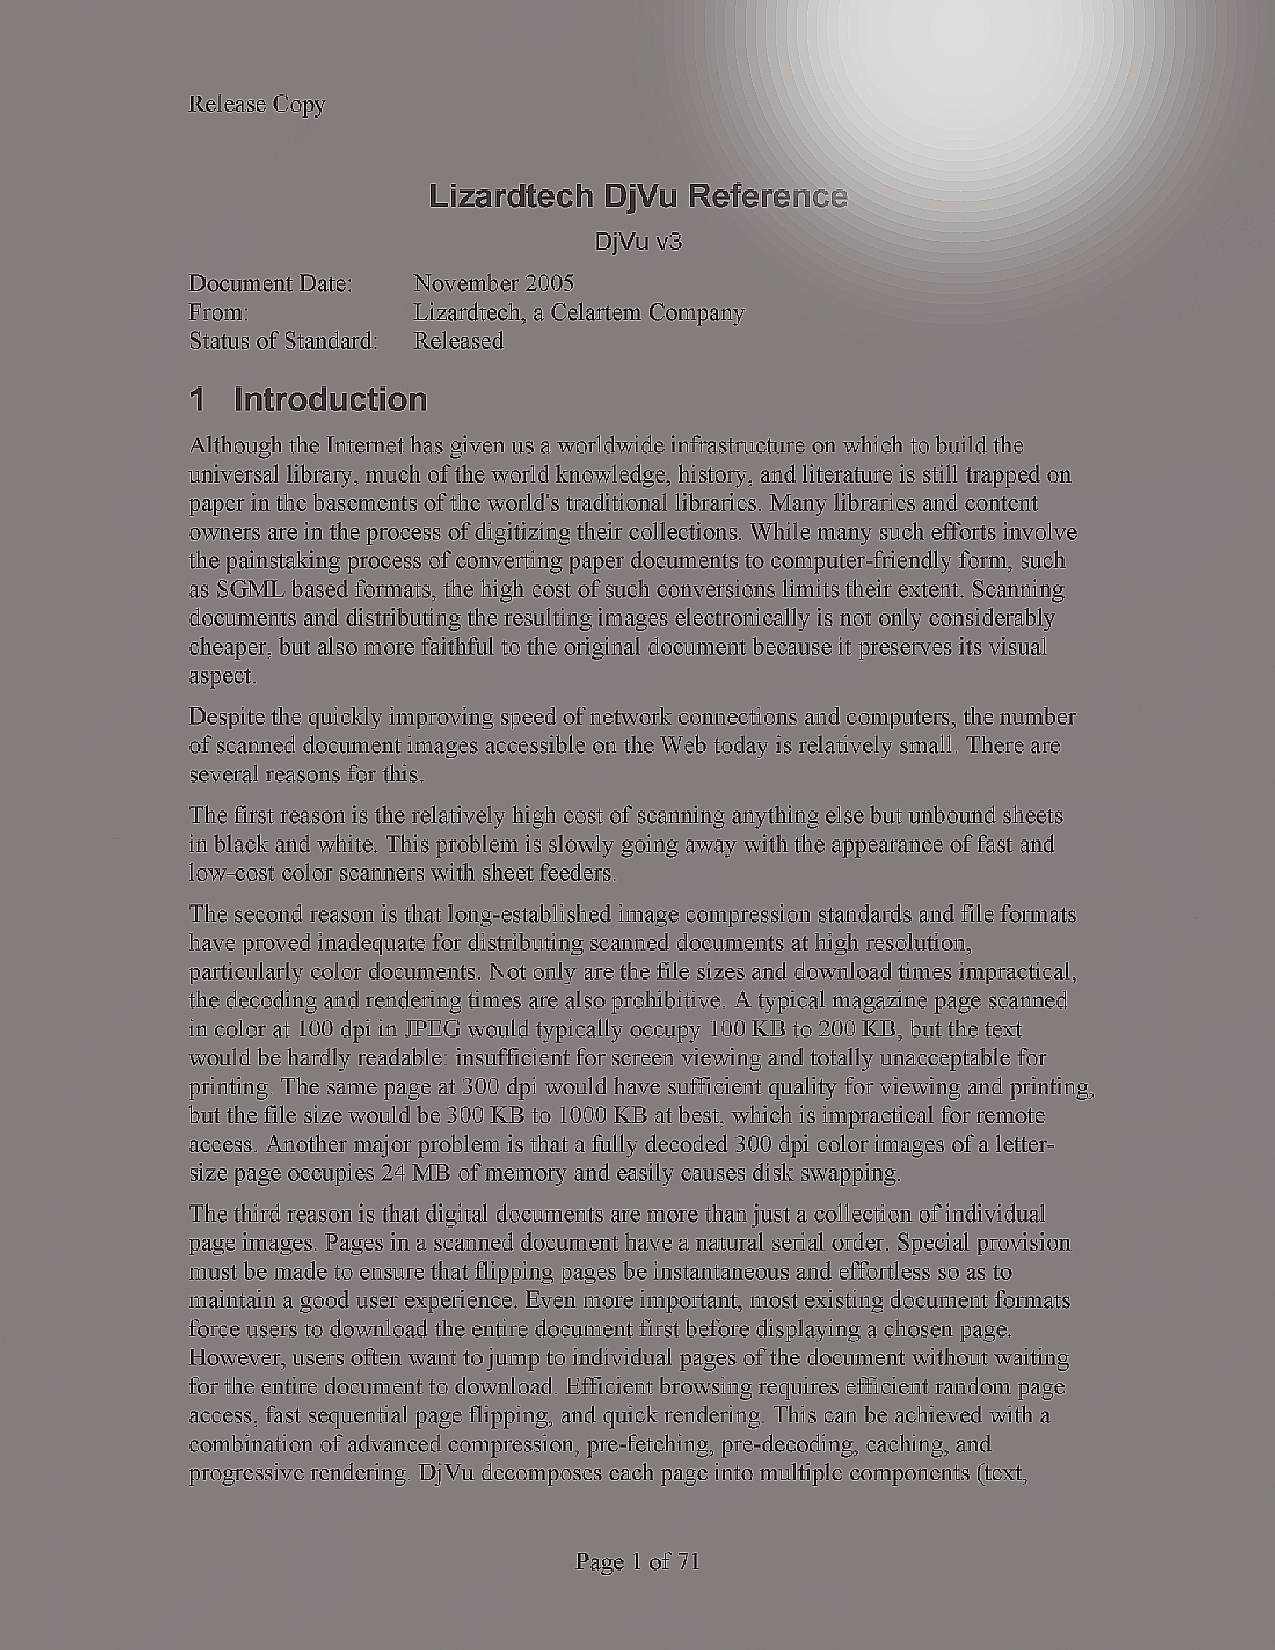 Release Copy
Lizardtech DjVu Reference
DjVu v3
Document Date: November 2005
From: Lizardtech, a Celartem Company
Status of Standard: Released
1 Introduction
Although the Internet has given us a worldwide infrastructure on which to build the
universal library, much of the world knowledge, history, and literature is still trapped on
paper in the basements of the world's traditional libraries. Many libraries and content
owners are in the process of digitizing their collections. While many such efforts involve
the painstaking process of converting paper documents to computer-friendly form, such
as SGML based formats, the high cost of such conversions limits their extent. Scanning
documents and distributing the resulting images electronically is not only considerably
cheaper, but also more faithful to the original document because it preserves its visual
aspect.
Despite the quickly improving speed of network connections and computers, the number
of scanned document images accessible on the Web today is relatively small. There are
several reasons for this.
The first reason is the relatively high cost of scanning anything else but unbound sheets
in black and white. This problem is slowly going away with the appearance of fast and
low-cost color scanners with sheet feeders.
The second reason is that long-established image compression standards and file formats
have proved inadequate for distributing scanned documents at high resolution,
particularly color documents. Not only are the file sizes and download times impractical,
the decoding and rendering times are also prohibitive. A typical magazine page scanned
in color at 100 dpi in JPEG would typically occupy 100 KB to 200 KB, but the text
would be hardly readable: insufficient for screen viewing and totally unacceptable for
printing. The same page at 300 dpi would have sufficient quality for viewing and printing,
but the file size would be 300 KB to 1000 KB at best, which is impractical for remote
access. Another major problem is that a fully decoded 300 dpi color images of a letter-
size page occupies 24 MB of memory and easily causes disk swapping.
The third reason is that digital documents are more than just a collection of individual
page images. Pages in a scanned document have a natural serial order. Special provision
must be made to ensure that flipping pages be instantaneous and effortless so as to
maintain a good user experience. Even more important, most existing document formats
force users to download the entire document first before displaying a chosen page.
However, users often want to jump to individual pages of the document without waiting
for the entire document to download. Efficient browsing requires efficient random page
access, fast sequential page flipping, and quick rendering. This can be achieved with a
combination of advanced compression, pre-fetching, pre-decoding, caching, and
progressive rendering. DjVu decomposes each page into multiple components (text,
Page 1 of 71